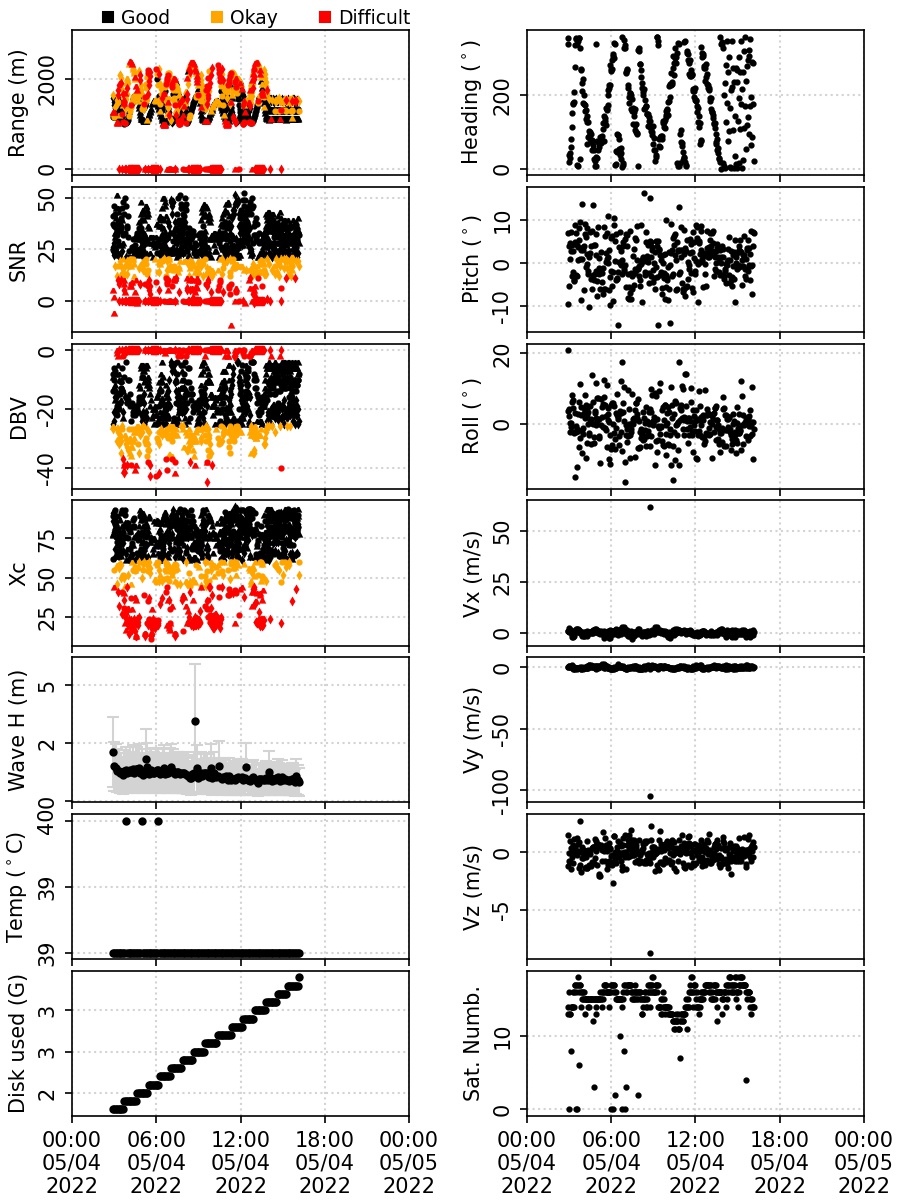 Good Okay Difficult
Range (m)
2000
0
Heading (°)
200
0
SNR
50
25
0
Pitch (°)
10
0
-10
DBV
0
-20
-40
Roll (°)
20
0
Xc
75
50
25
Vx (m/s)
50
25
0
Wave H (m)
5
2
0
Vy (m/s)
0
-50
-100
Temp (°C)
40
39
39
Vz (m/s)
0
-5
Disk used (G)
3
3
2
Sat. Numb.
10
0
00:00 06:00 12:00 18:00 00:00
05/04 05/04 05/04 05/04 05/05
2022 2022 2022 2022 2022
00:00 06:00 12:00 18:00 00:00
05/04 05/04 05/04 05/04 05/05
2022 2022 2022 2022 2022